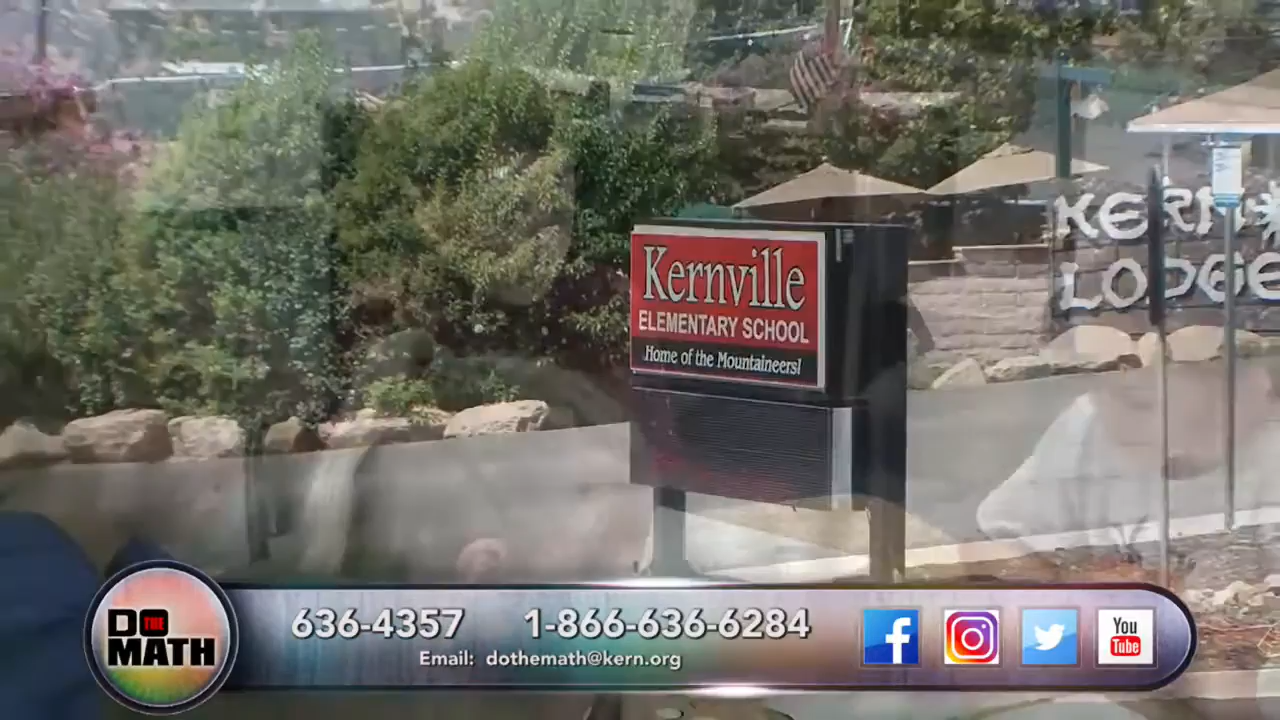 KERN
LODGE
Kernville
ELEMENTARY SCHOOL
Home of the Mountaineers!
DO THE
MATH
636-4357 1-866-636-6284
Email: dothemath@kern.org
f
You
Tube